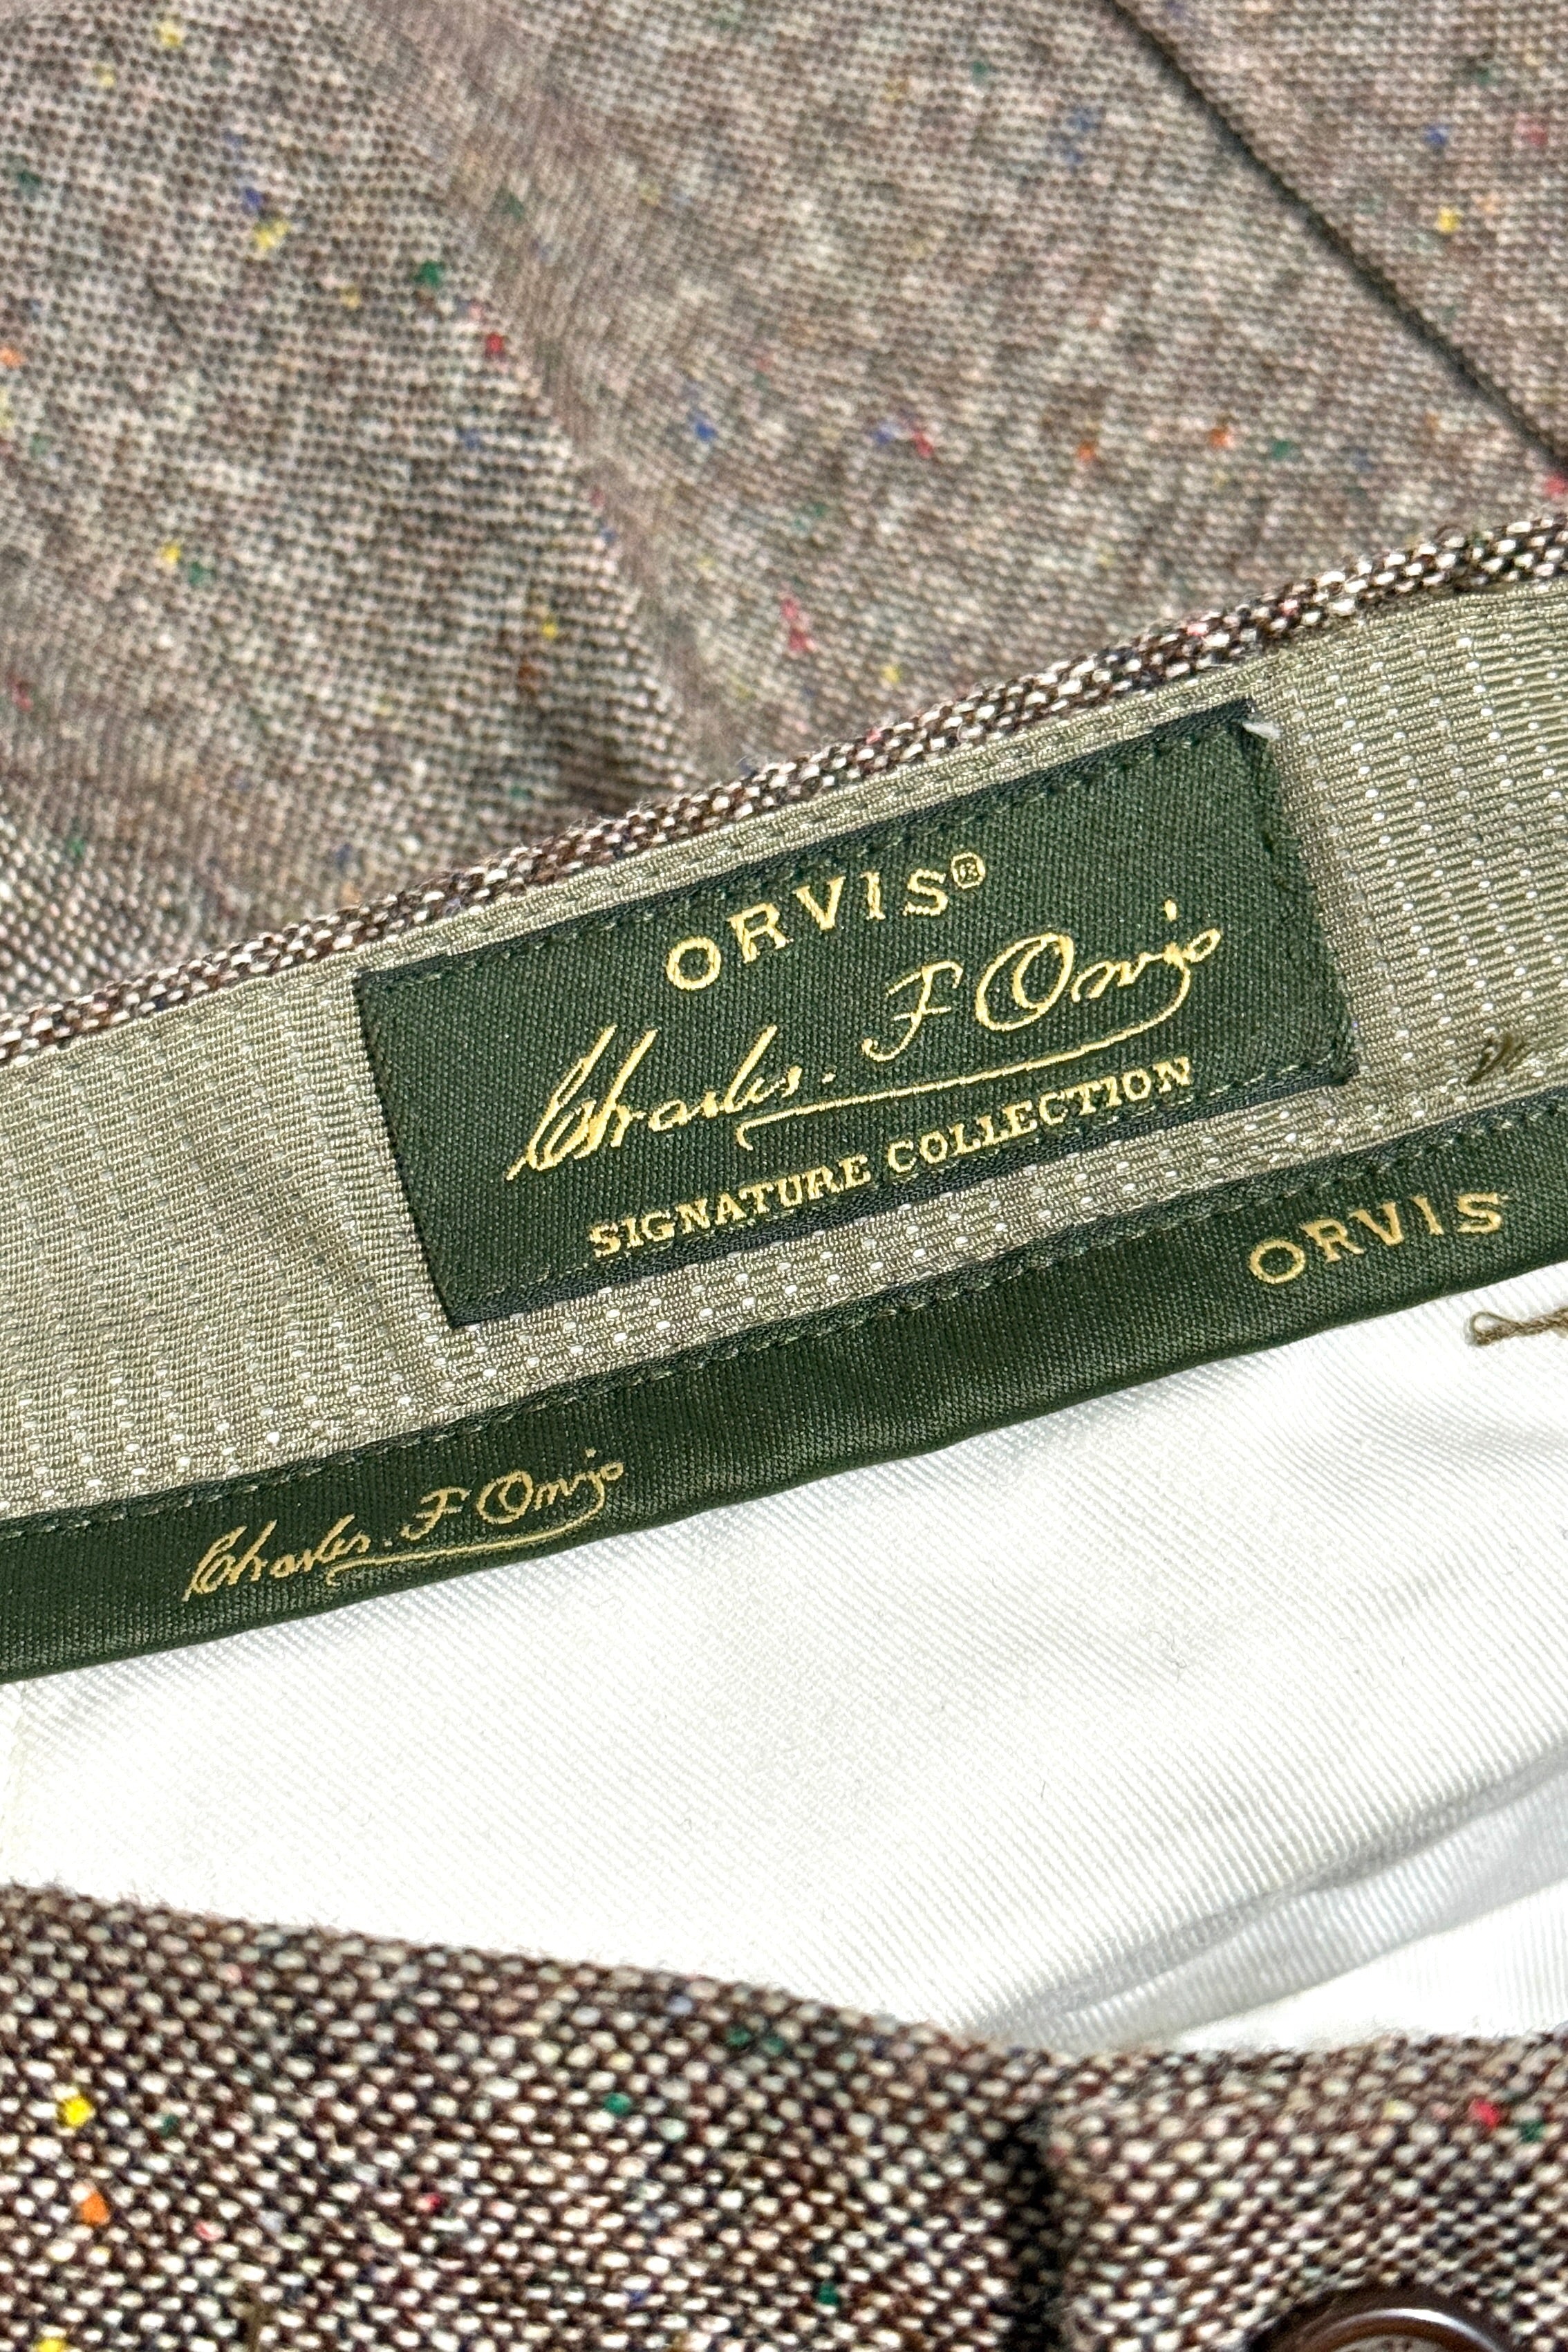 ORVIS®
Charles. F Orvis
SIGNATURE COLLECTION
ORVIS
Charles. F Orvis